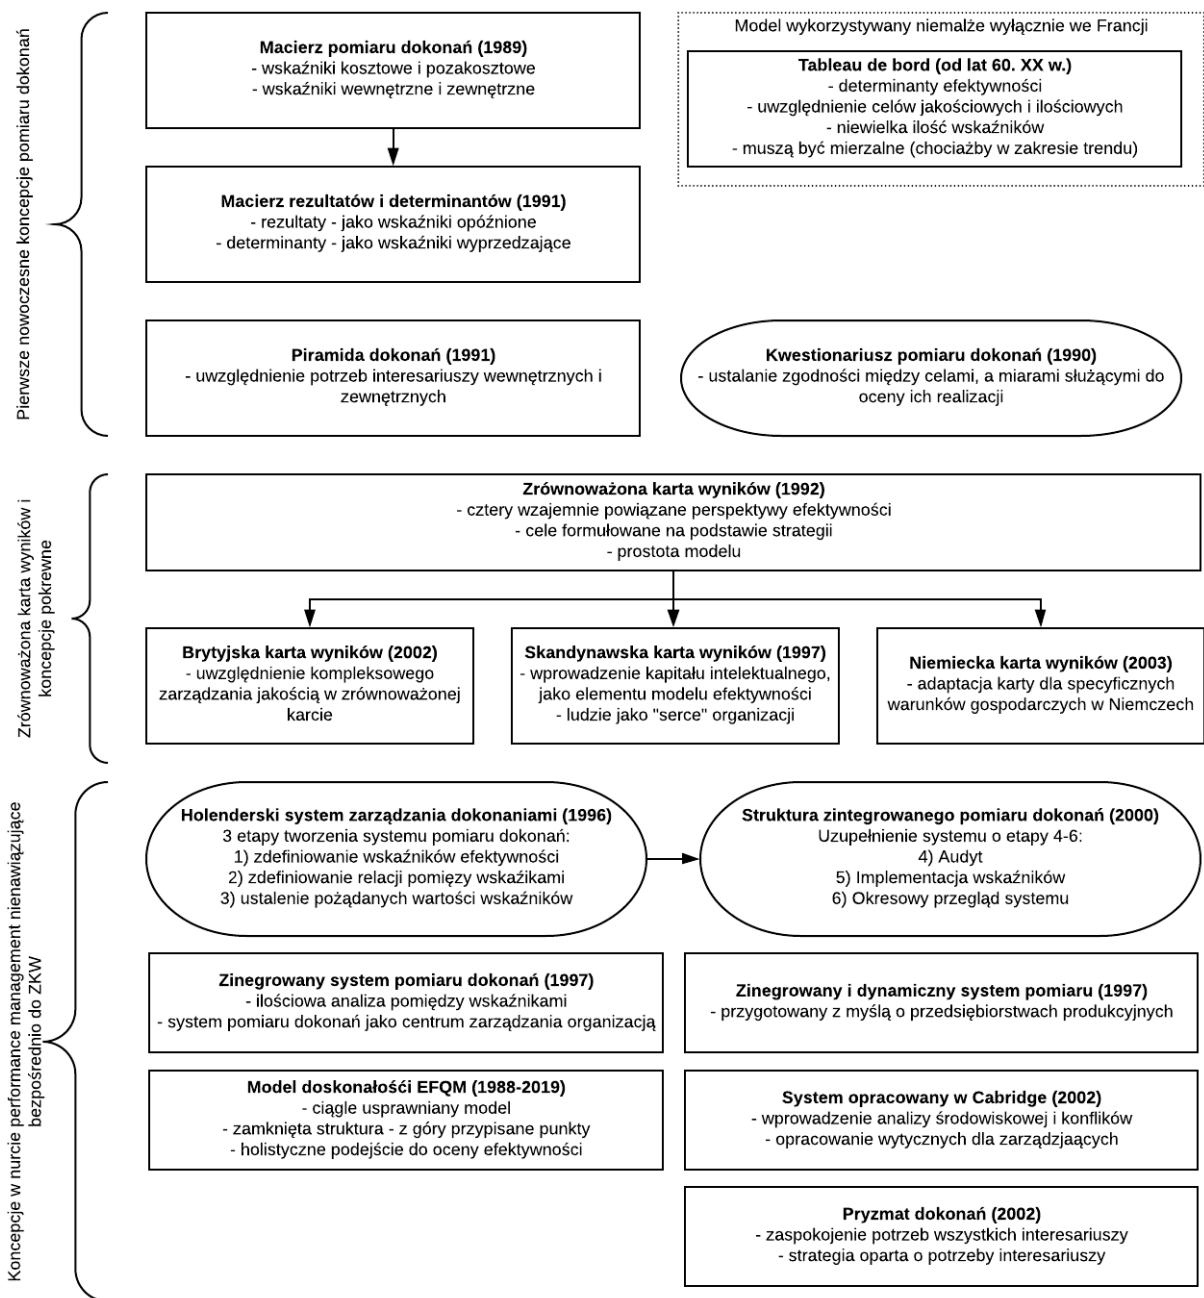 Pierwsze nowoczesne koncepcje pomiaru dokonań
Macierz pomiaru dokonań (1989)
- wskaźniki kosztowe i pozakosztowe
- wskaźniki wewnętrzne i zewnętrzne
Model wykorzystywany niemalże wyłącznie we Francji
Tableau de bord (od lat 60. XX w.)
- determinanty efektywności
- uwzględnienie celów jakościowych i ilościowych
- niewielka ilość wskaźników
- muszą być mierzalne (chociażby w zakresie trendu)
Macierz rezultatów i determinantów (1991)
- rezultaty - jako wskaźniki opóźnione
- determinanty - jako wskaźniki wyprzedzające
Piramida dokonań (1991)
- uwzględnienie potrzeb interesariuszy wewnętrznych i
zewnętrznych
Kwestionariusz pomiaru dokonań (1990)
- ustalanie zgodności między celami, a miarami służącymi do
oceny ich realizacji
Zrównoważona karta wyników i
koncepcje pokrewne
Zrównoważona karta wyników (1992)
- cztery wzajemnie powiązane perspektywy efektywności
- cele formułowane na podstawie strategii
- prostota modelu
Brytyjska karta wyników (2002)
- uwzględnienie kompleksowego
zarządzania jakością w zrównoważonej
karcie
Skandynawska karta wyników (1997)
- wprowadzenie kapitału intelektualnego,
jako elementu modelu efektywności
- ludzie jako "serce" organizacji
Niemiecka karta wyników (2003)
- adaptacja karty dla specyficznych
warunków gospodarczych w Niemczech
Koncepcje w nurcie performance management nienawiązujące
bezpośrednio do ZKW
Holenderski system zarządzania dokonaniami (1996)
3 etapy tworzenia systemu pomiaru dokonań:
1) zdefiniowanie wskaźników efektywności
2) zdefiniowanie relacji pomięzy wskaźikami
3) ustalenie pożądanych wartości wskaźników
Struktura zintegrowanego pomiaru dokonań (2000)
Uzupełnienie systemu o etapy 4-6:
4) Audyt
5) Implementacja wskaźników
6) Okresowy przegląd systemu
Zinegrowany system pomiaru dokonań (1997)
- ilościowa analiza pomiędzy wskaźnikami
- system pomiaru dokonań jako centrum zarządzania organizacją
Zinegrowany i dynamiczny system pomiaru (1997)
- przygotowany z myślą o przedsiębiorstwach produkcyjnych
Model doskonałośći EFQM (1988-2019)
- ciągle usprawniany model
- zamknięta struktura - z góry przypisane punkty
- holistyczne podejście do oceny efektywności
System opracowany w Cabridge (2002)
- wprowadzenie analizy środowiskowej i konflików
- opracowanie wytycznych dla zarządzjaących
Pryzmat dokonań (2002)
- zaspokojenie potrzeb wszystkich interesariuszy
- strategia oparta o potrzeby interesariuszy